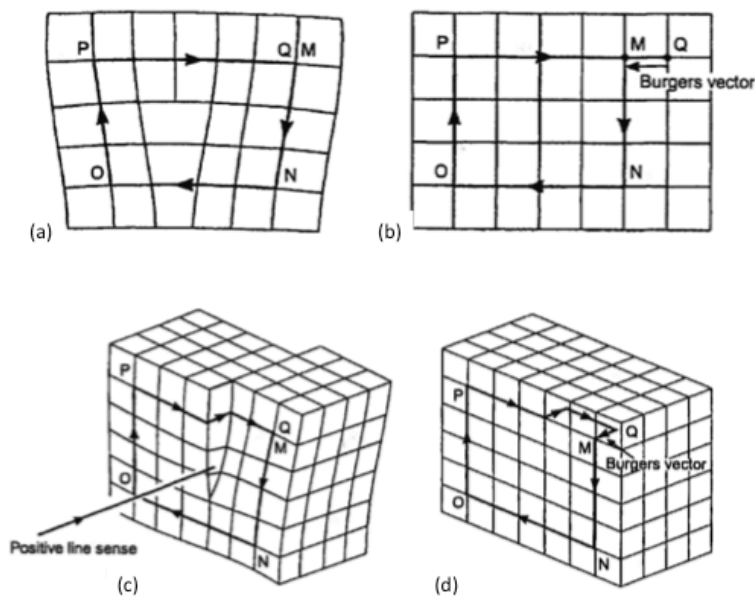 P
Q M
O
N
(a)
P
M
Q
Burgers vector
O
N
(b)
P
Q
M
O
N
Positive line sense
(c)
P
Q
M
Burgers vector
O
N
(d)